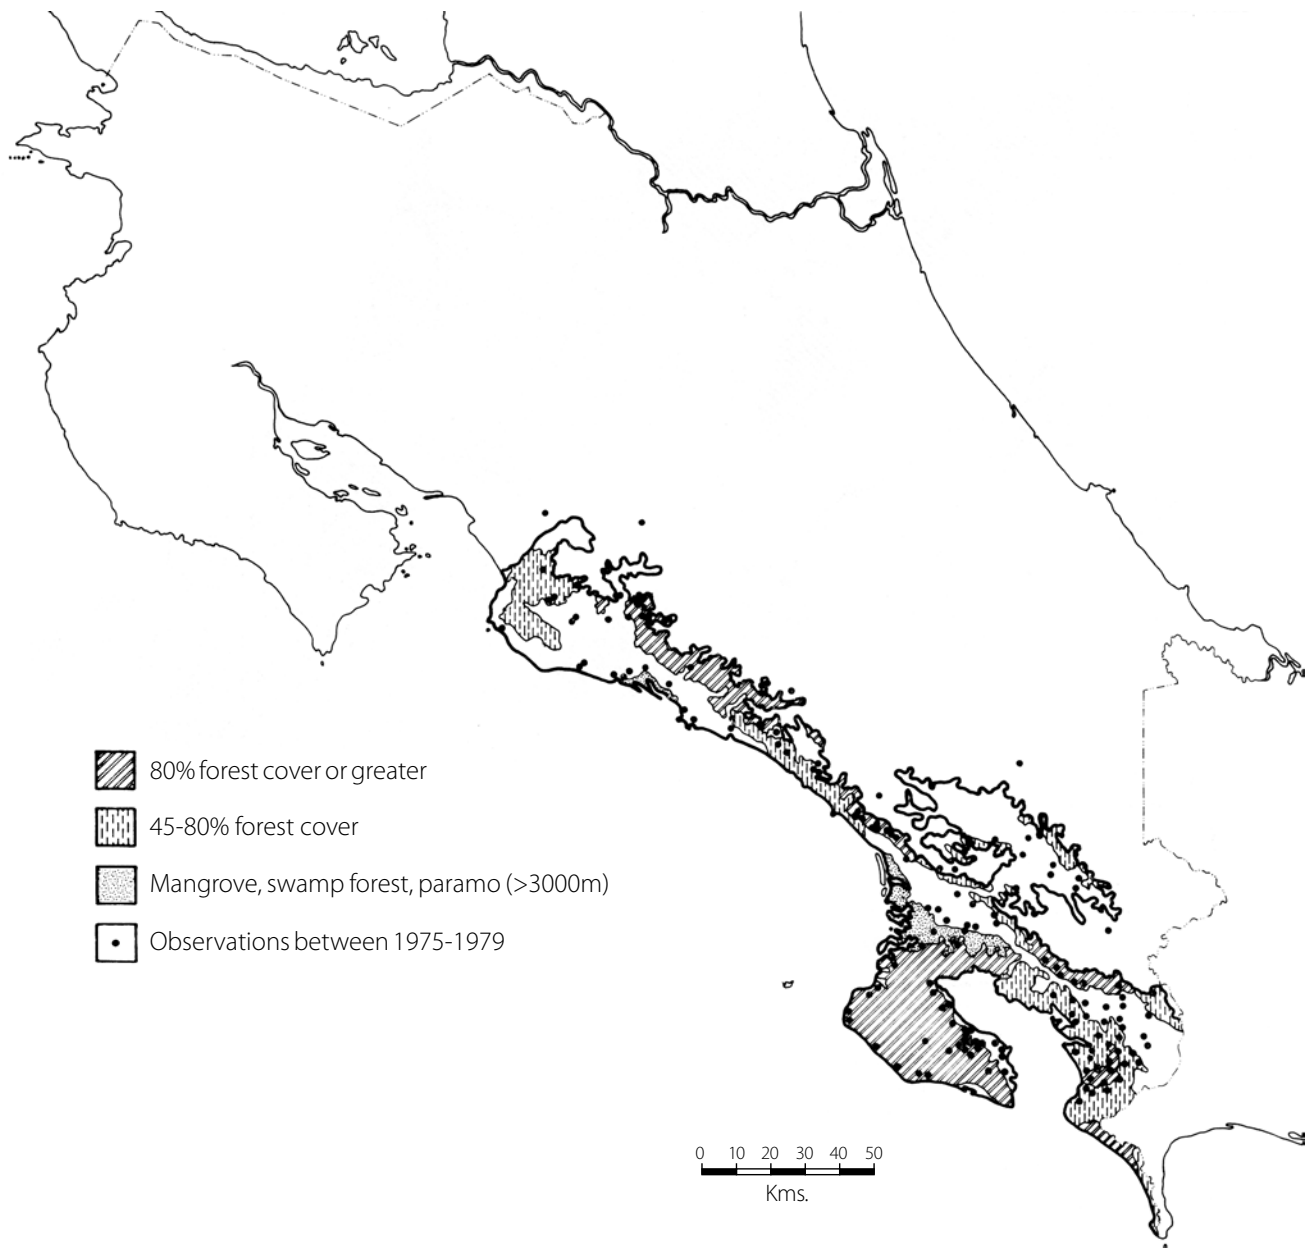 80% forest cover or greater
45-80% forest cover
Mangrove, swamp forest, paramo (>3000m)
Observations between 1975-1979
0 10 20 30 40 50
Kms.